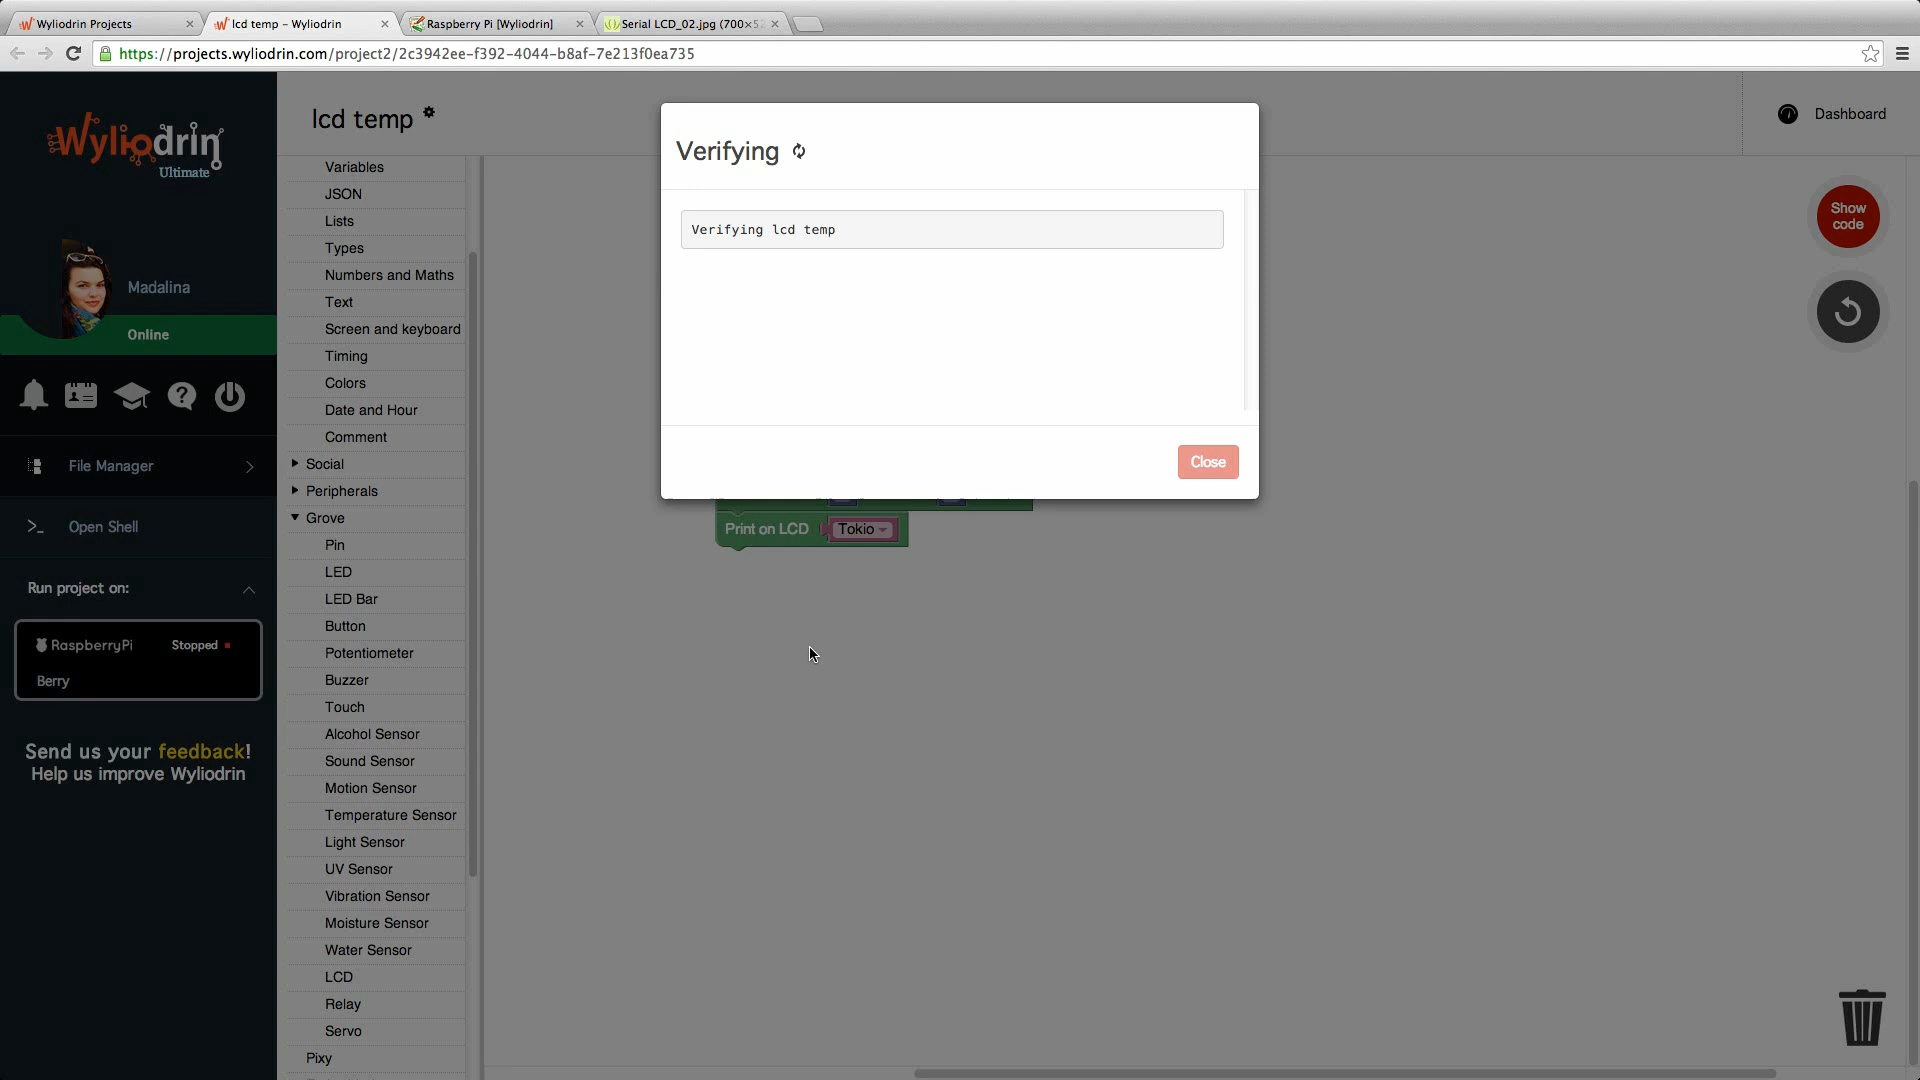 Wyliodrin Projects
lcd temp – Wyliodrin
Raspberry Pi [Wyliodrin]
Serial LCD_02.jpg (700×52
https://projects.wyliodrin.com/project2/2c3942ee-f392-4044-b8af-7e213f0ea735
Wyliodrin
Ultimate
lcd temp
Dashboard
Verifying
Verifying lcd temp
Close
Show
code
Madalina
Online
File Manager
>_ Open Shell
Run project on:
RaspberryPi
Stopped
Berry
Send us your feedback!
Help us improve Wyliodrin
Variables
JSON
Lists
Types
Numbers and Maths
Text
Screen and keyboard
Timing
Colors
Date and Hour
Comment
Social
Peripherals
Grove
Pin
LED
LED Bar
Button
Potentiometer
Buzzer
Touch
Alcohol Sensor
Sound Sensor
Motion Sensor
Temperature Sensor
Light Sensor
UV Sensor
Vibration Sensor
Moisture Sensor
Water Sensor
LCD
Relay
Servo
Pixy
Print on LCD
Tokio